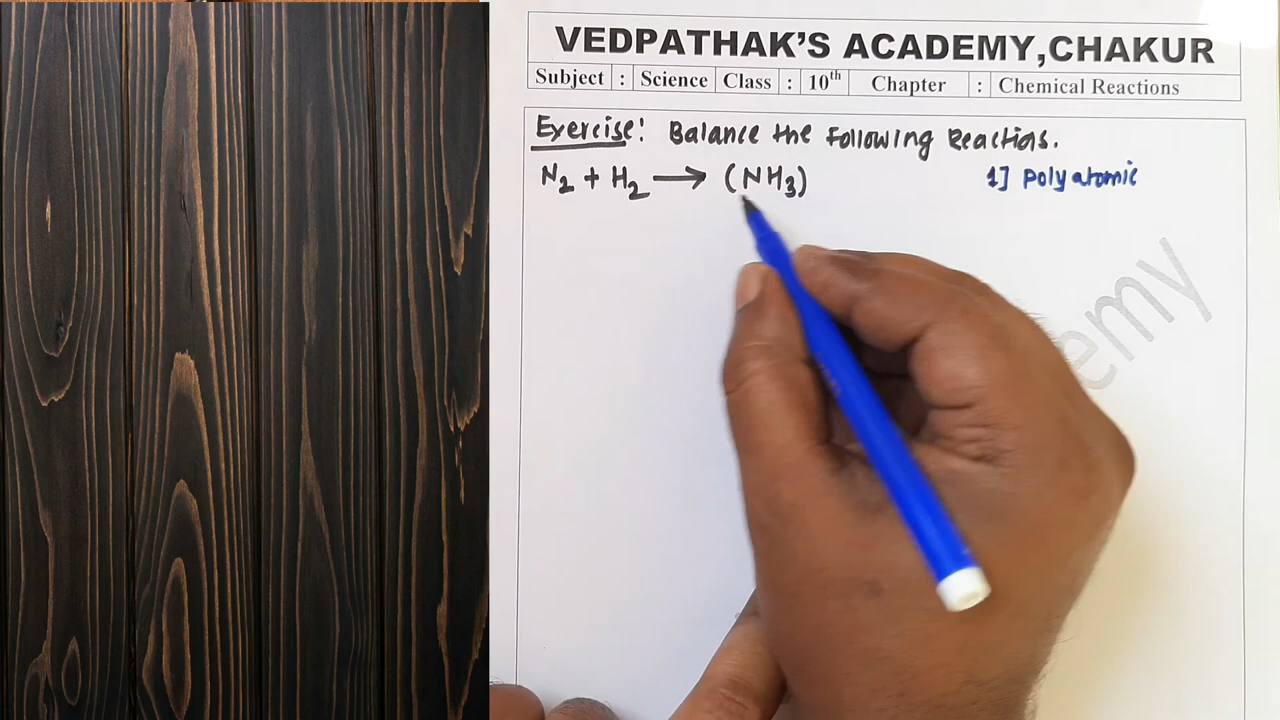 VEDPATHAK'S ACADEMY,CHAKUR
Subject : Science Class : 10th Chapter : Chemical Reactions
Exercise: Balance the Following Reactions.
N2 + H2 → (NH3) 1] Polyatomic
emy